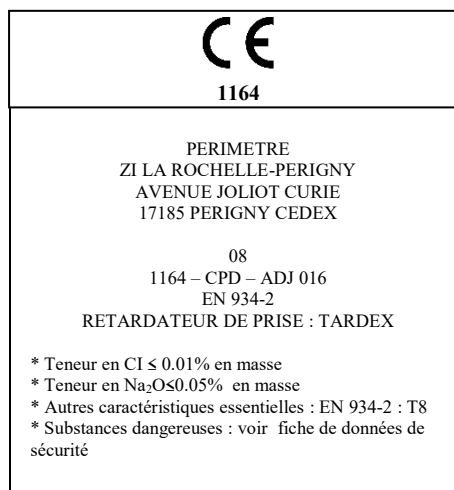 CE
1164
PERIMETRE
ZI LA ROCHELLE-PERIGNY
AVENUE JOLIOT CURIE
17185 PERIGNY CEDEX
08
1164 – CPD – ADJ 016
EN 934-2
RETARDATEUR DE PRISE : TARDEX
* Teneur en CI ≤ 0.01% en masse
* Teneur en Na₂O≤0.05% en masse
* Autres caractéristiques essentielles : EN 934-2 : T8
* Substances dangereuses : voir fiche de données de
sécurité